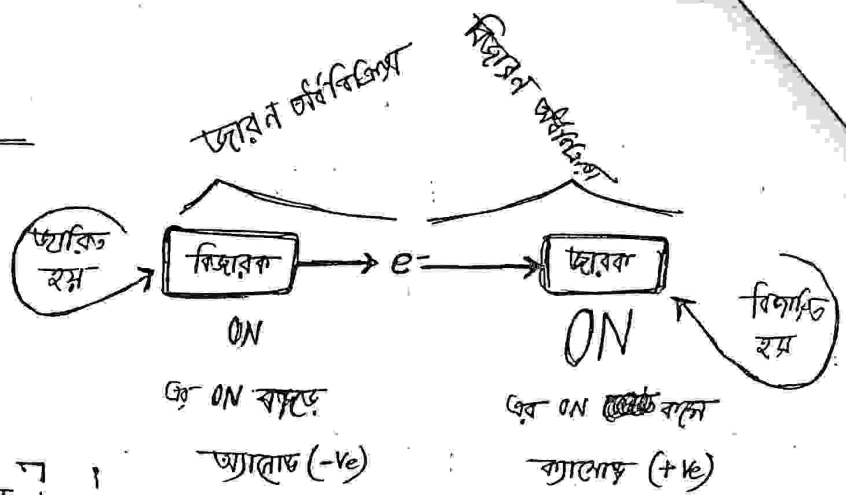 জারন অর্ধবিক্রিয়া
বিজারন অর্ধবিক্রিয়া
জারিত
হয়
বিজারক
e-
জারক
বিজারিত
হয়
ON
ON
এর ON বাড়ে
এর ON কমে
অ্যানোড (-Ve)
ক্যাথোড (+Ve)